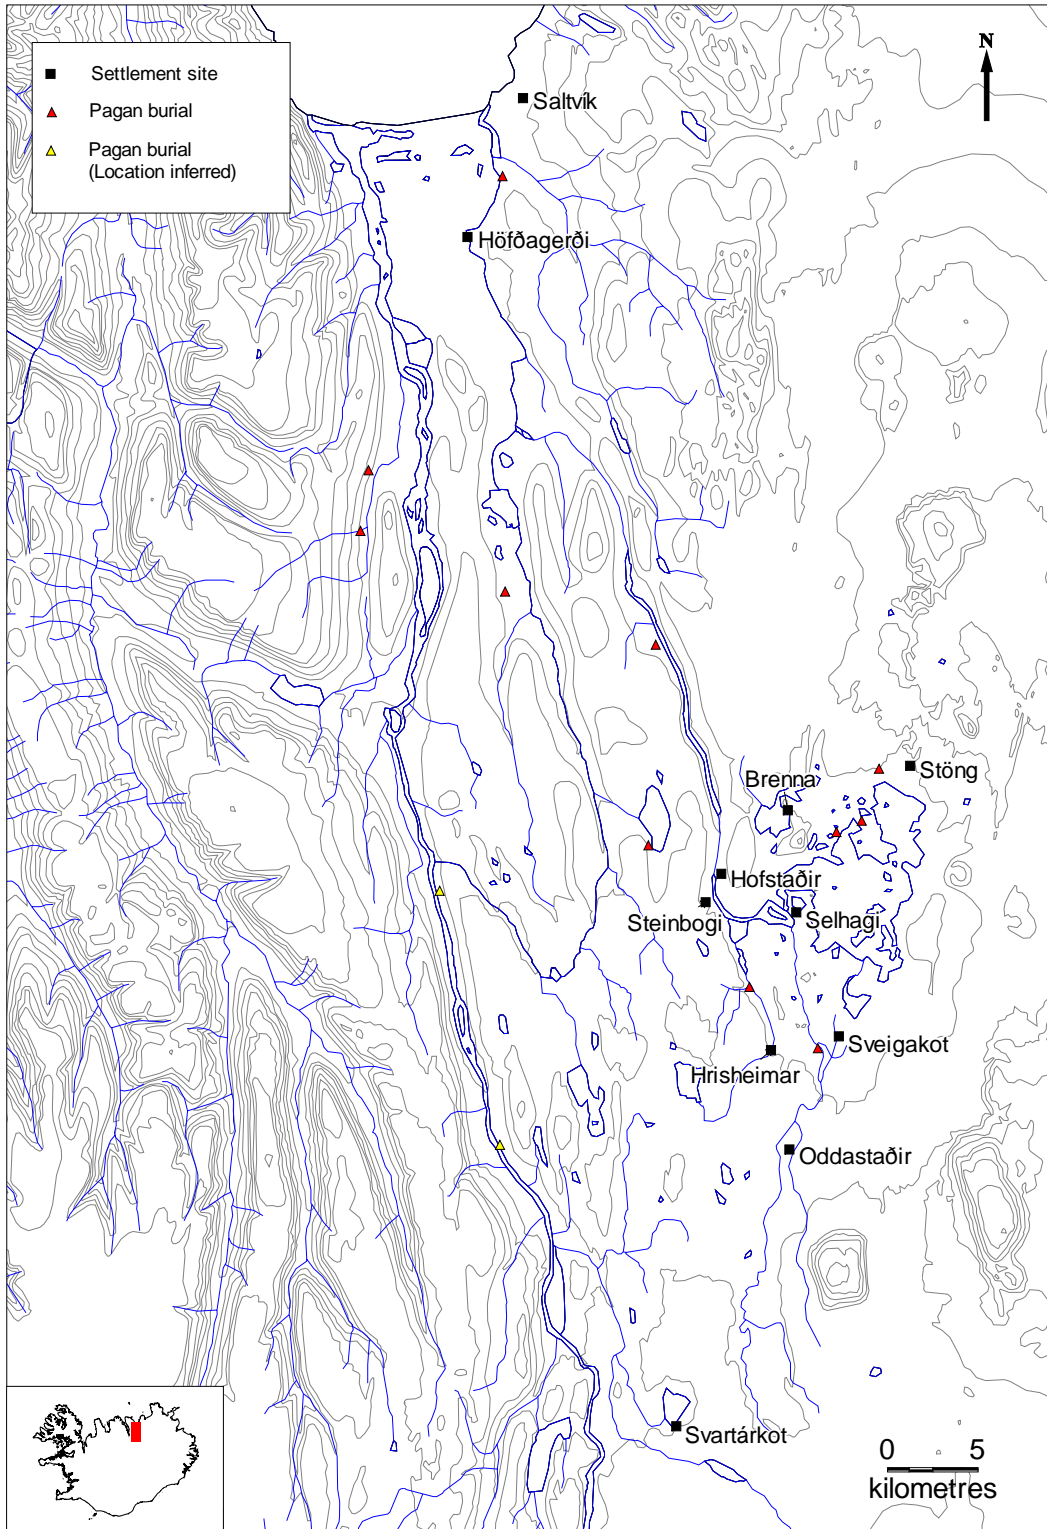 N
Settlement site
Pagan burial
Pagan burial
(Location inferred)
Saltvík
Höfðagerði
Stöng
Brenna
Hofstaðir
Steinbogi
Selhagi
Sveigakot
Hrisheimar
Oddastaðir
Svartárkot
0 5
kilometres